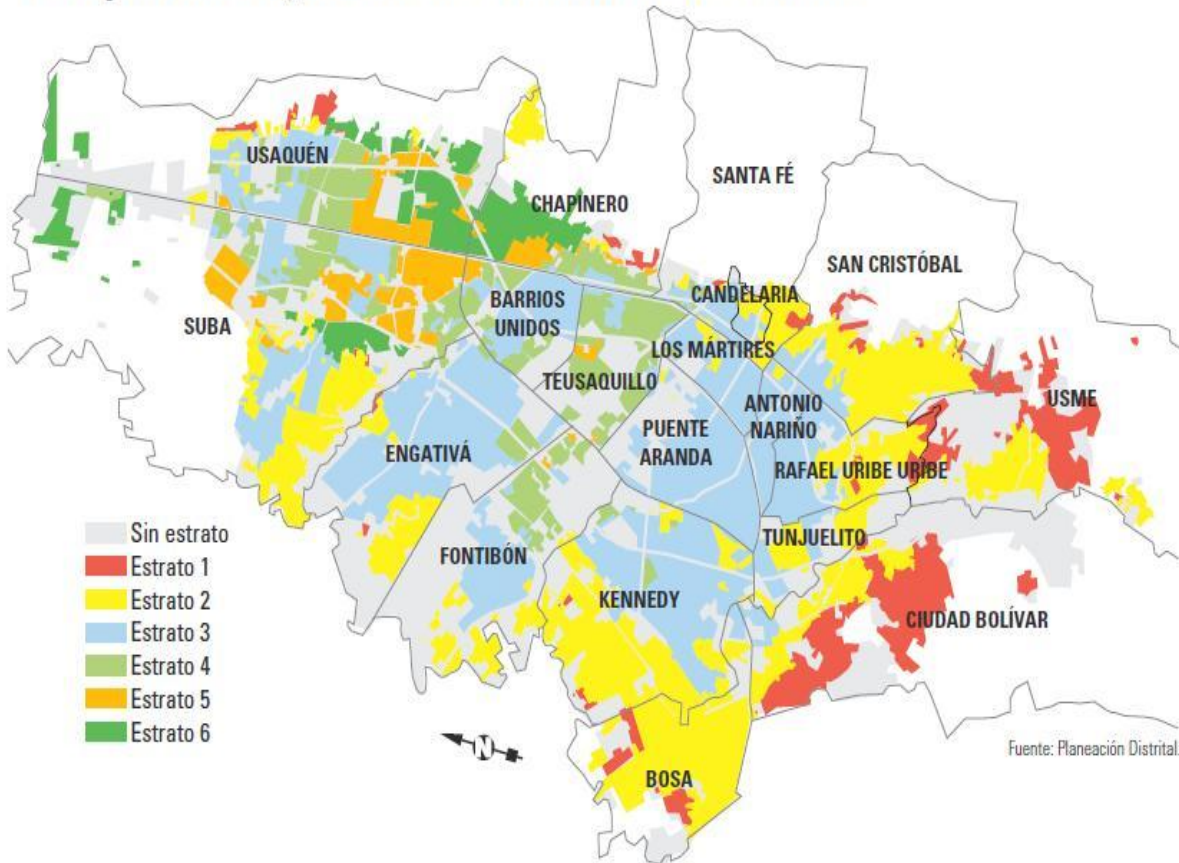 USAQUÉN
SANTA FÉ
CHAPINERO
SAN CRISTÓBAL
CANDELARIA
BARRIOS
UNIDOS
SUBA
LOS MÁRTIRES
TEUSAQUILLO
USME
ANTONIO
NARIÑO
PUENTE
ARANDA
ENGATIVÁ
RAFAEL URIBE URIBE
Sin estrato
Estrato 1
Estrato 2
Estrato 3
Estrato 4
Estrato 5
Estrato 6
FONTIBÓN
TUNJUELITO
KENNEDY
CIUDAD BOLÍVAR
N
Fuente: Planeación Distrital.
BOSA